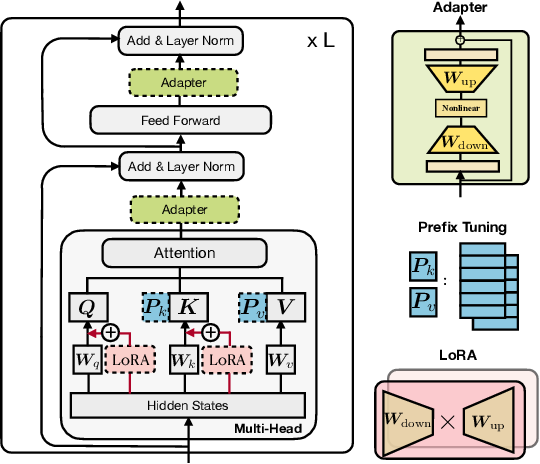 Add & Layer Norm
x L
Adapter
Feed Forward
Add & Layer Norm
Adapter
Attention
Q
P_k
K
P_v
V
+
+
W_q
LoRA
W_k
LoRA
W_v
Hidden States
Multi-Head
Adapter
+
W_up
Nonlinear
W_down
Prefix Tuning
P_k
:
P_v
LoRA
W_down × W_up